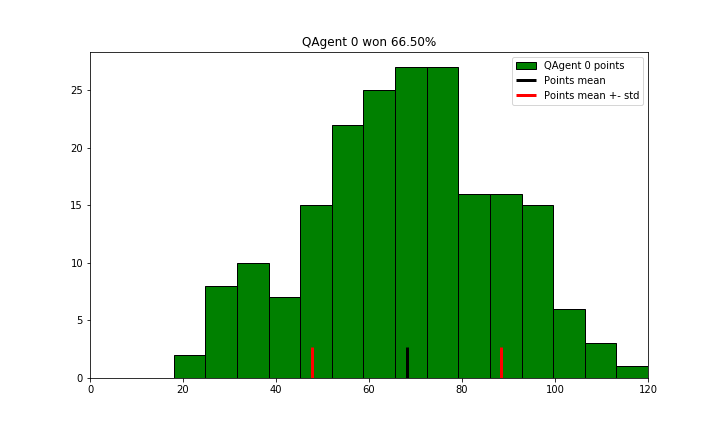 QAgent 0 won 66.50%
QAgent 0 points
Points mean
Points mean +- std
25
20
15
10
5
0
0 20 40 60 80 100 120